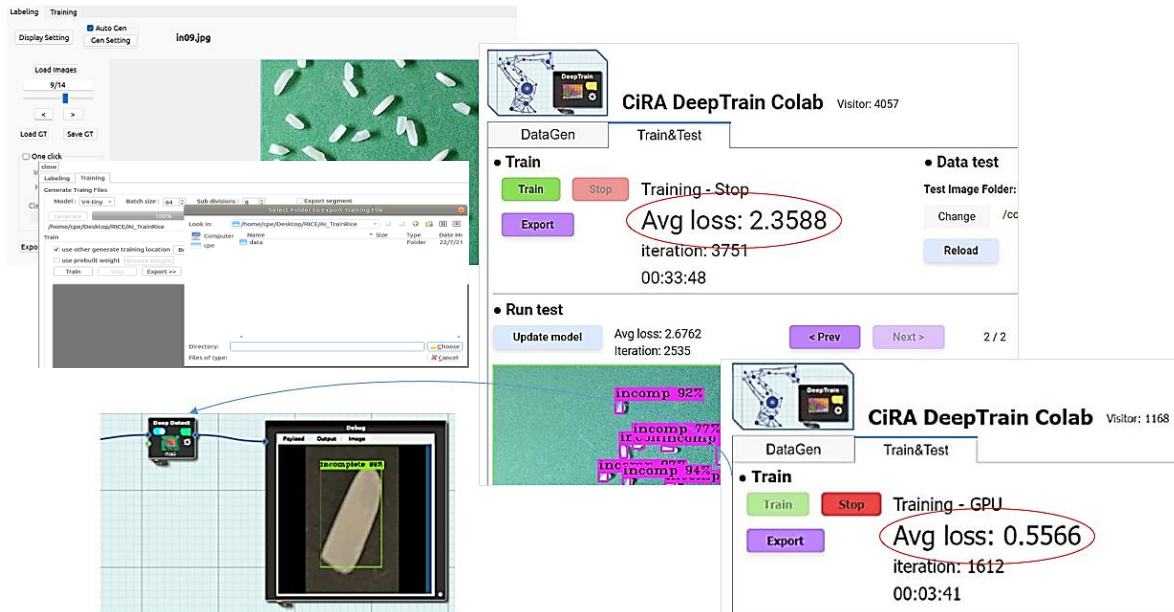 Labeling Training
Display Setting
Auto Gen
Gen Setting
in09.jpg
Load Images
9/14
< >
Load GT Save GT
One click
close
Labeling Training
Generate Traing Files
Model : V4-tiny Batch size : 64 Sub divisions : 8 Export segment
Generate 100%
/home/cpe/Desktop/RICE/AI_TrainRice
Train
use other generate training location
use prebuilt weight Browse weight
Train Stop Export >>
Select Folder to Export Training File
Look in: /home/cpe/Desktop/RICE/AI_TrainRice
Computer
cpe
Name Size Type
data Folder 22/7/21
Directory:
Choose
Files of type:
Cancel
DeepTrain
CiRA DeepTrain Colab Visitor: 4057
DataGen Train&Test
• Train
Train Stop Training - Stop
Avg loss: 2.3588
Export
iteration: 3751
00:33:48
• Data test
Test Image Folder:
Change
Reload
• Run test
Update model
Avg loss: 2.6762
Iteration: 2535
< Prev Next > 2 / 2
incomp 92%
incomp 77%
incomp 94%
DeepTrain
CiRA DeepTrain Colab Visitor: 1168
DataGen Train&Test
• Train
Train Stop Training - GPU
Avg loss: 0.5566
Export
iteration: 1612
00:03:41
Deep Detect
Debug
Payload Output Image